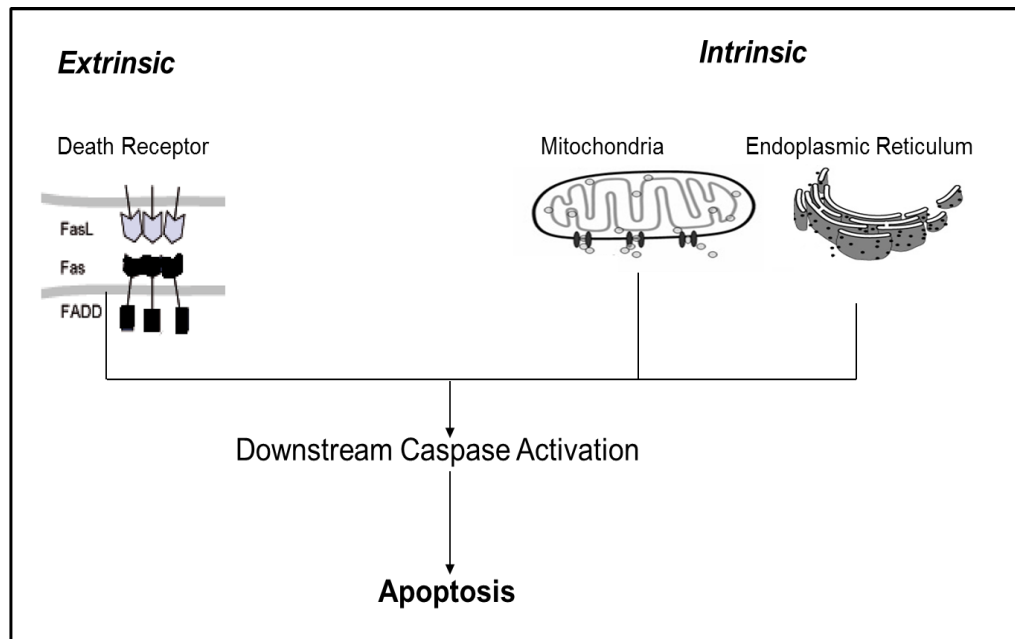 Extrinsic
Intrinsic
Death Receptor
Mitochondria
Endoplasmic Reticulum
FasL
Fas
FADD
Downstream Caspase Activation
Apoptosis